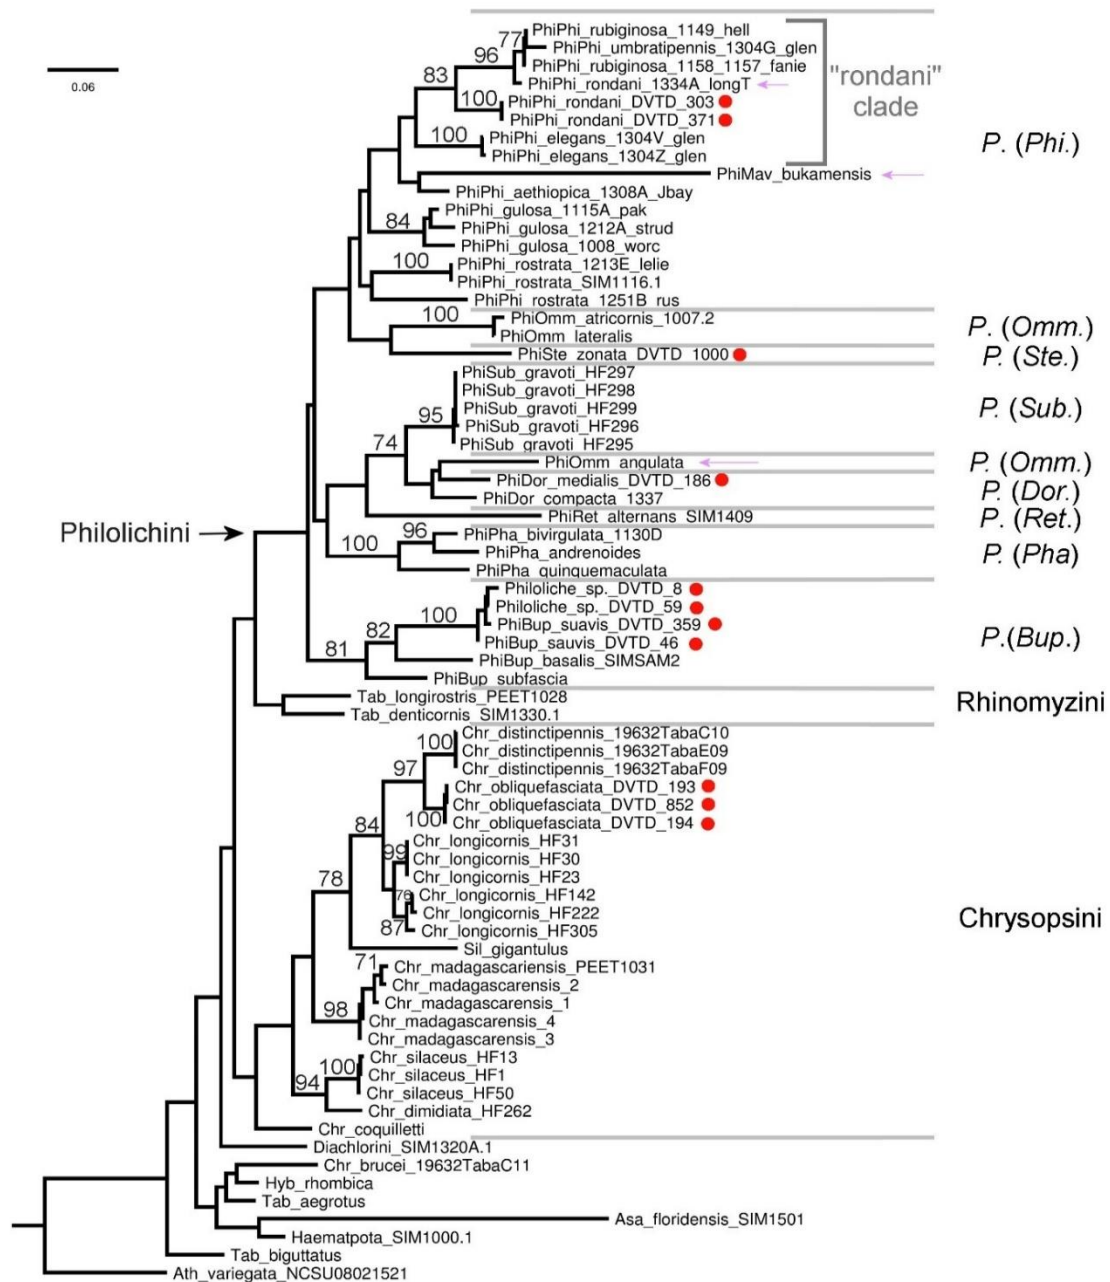 PhiPhi_rubiginosa_1149_hell
77
PhiPhi_umbratipennis_1304G_glen
96
PhiPhi_rubiginosa_1158_1157_fanie
83
PhiPhi_rondani_1334A_longT
"rondani"
clade
0.06
100
PhiPhi_rondani_DVTD_303
PhiPhi_rondani_DVTD_371
100
PhiPhi_elegans_1304V_glen
P. (Phi.)
PhiPhi_elegans_1304Z_glen
PhiMav_bukamensis
PhiPhi_aethiopica_1308A_Jbay
PhiPhi_gulosa_1115A_pak
84
PhiPhi_gulosa_1212A_strud
PhiPhi_gulosa_1008_worc
100
PhiPhi_rostrata_1213E_lelie
PhiPhi_rostrata_SIM1116.1
PhiPhi_rostrata_1251B_rus
100
PhiOmm_atricornis_1007.2
P. (Omm.)
PhiOmm_lateralis
PhiSte_zonata_DVTD_1000
P. (Ste.)
PhiSub_gravoti_HF297
PhiSub_gravoti_HF298
95
PhiSub_gravoti_HF299
P. (Sub.)
PhiSub_gravoti_HF296
74
PhiSub_gravoti_HF295
PhiOmm_angulata
P. (Omm.)
PhiDor_medialis_DVTD_186
P. (Dor.)
PhiDor_compacta_1337
PhiRet_alternans_SIM1409
P. (Ret.)
Philolichini
96
PhiPha_bivirgulata_1130D
100
PhiPha_andrenoides
P. (Pha)
PhiPha_quinquemaculata
Philoliche_sp._DVTD_8
100
Philoliche_sp._DVTD_59
82
PhiBup_suavis_DVTD_359
P.(Bup.)
81
PhiBup_sauvis_DVTD_46
PhiBup_basalis_SIMSAM2
PhiBup_subfascia
Tab_longirostris_PEET1028
Rhinomyzini
Tab_denticornis_SIM1330.1
Chr_distinctipennis_19632TabaC10
100
Chr_distinctipennis_19632TabaE09
97
Chr_distinctipennis_19632TabaF09
Chr_obliquefasciata_DVTD_193
Chr_obliquefasciata_DVTD_852
100
Chr_obliquefasciata_DVTD_194
84
Chr_longicornis_HF31
99
Chr_longicornis_HF30
78
Chr_longicornis_HF23
Chr_longicornis_HF142
Chr_longicornis_HF222
Chrysopsini
87
Chr_longicornis_HF305
Sil_gigantulus
71
Chr_madagascariensis_PEET1031
Chr_madagascarensis_2
Chr_madagascarensis_1
98
Chr_madagascarensis_4
Chr_madagascarensis_3
Chr_silaceus_HF13
100
Chr_silaceus_HF1
94
Chr_silaceus_HF50
Chr_dimidiata_HF262
Chr_coquilletti
Diachlorini_SIM1320A.1
Chr_brucei_19632TabaC11
Hyb_rhombica
Tab_aegrotus
Asa_floridensis_SIM1501
Haematpota_SIM1000.1
Tab_biguttatus
Ath_variegata_NCSU08021521